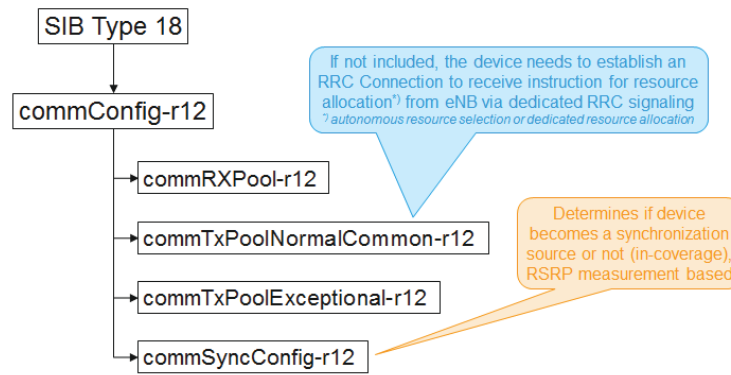 SIB Type 18
If not included, the device needs to establish an
RRC Connection to receive instruction for resource
allocation*) from eNB via dedicated RRC signaling
*) autonomous resource selection or dedicated resource allocation
commConfig-r12
commRXPool-r12
commTxPoolNormalCommon-r12
Determines if device
becomes a synchronization
source or not (in-coverage),
RSRP measurement based
commTxPoolExceptional-r12
commSyncConfig-r12